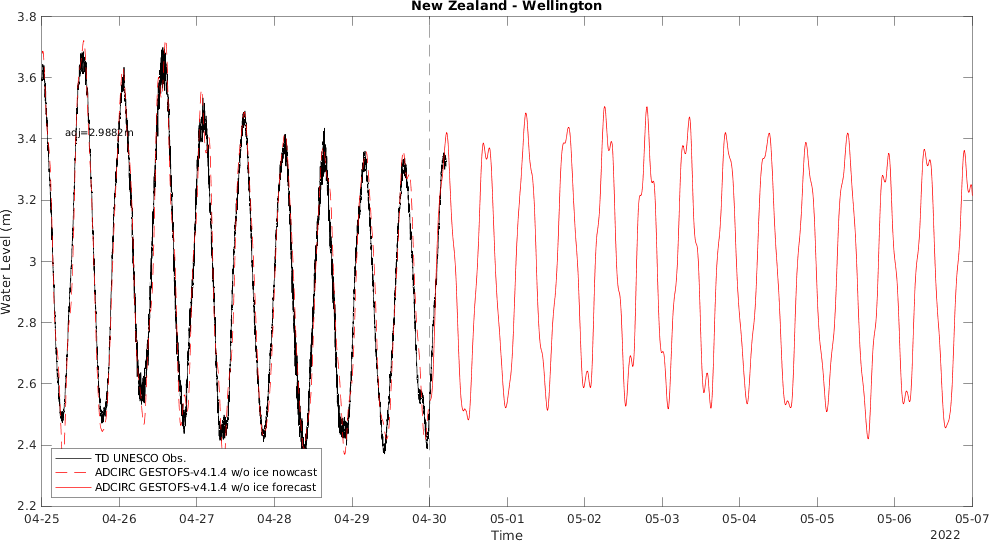 New Zealand - Wellington
3.8
3.6
3.4
3.2
3
2.8
2.6
2.4
2.2
Water Level (m)
adj=2.9882m
TD UNESCO Obs.
ADCIRC GESTOFS-v4.1.4 w/o ice nowcast
ADCIRC GESTOFS-v4.1.4 w/o ice forecast
04-25 04-26 04-27 04-28 04-29 04-30 05-01 05-02 05-03 05-04 05-05 05-06 05-07
Time
2022